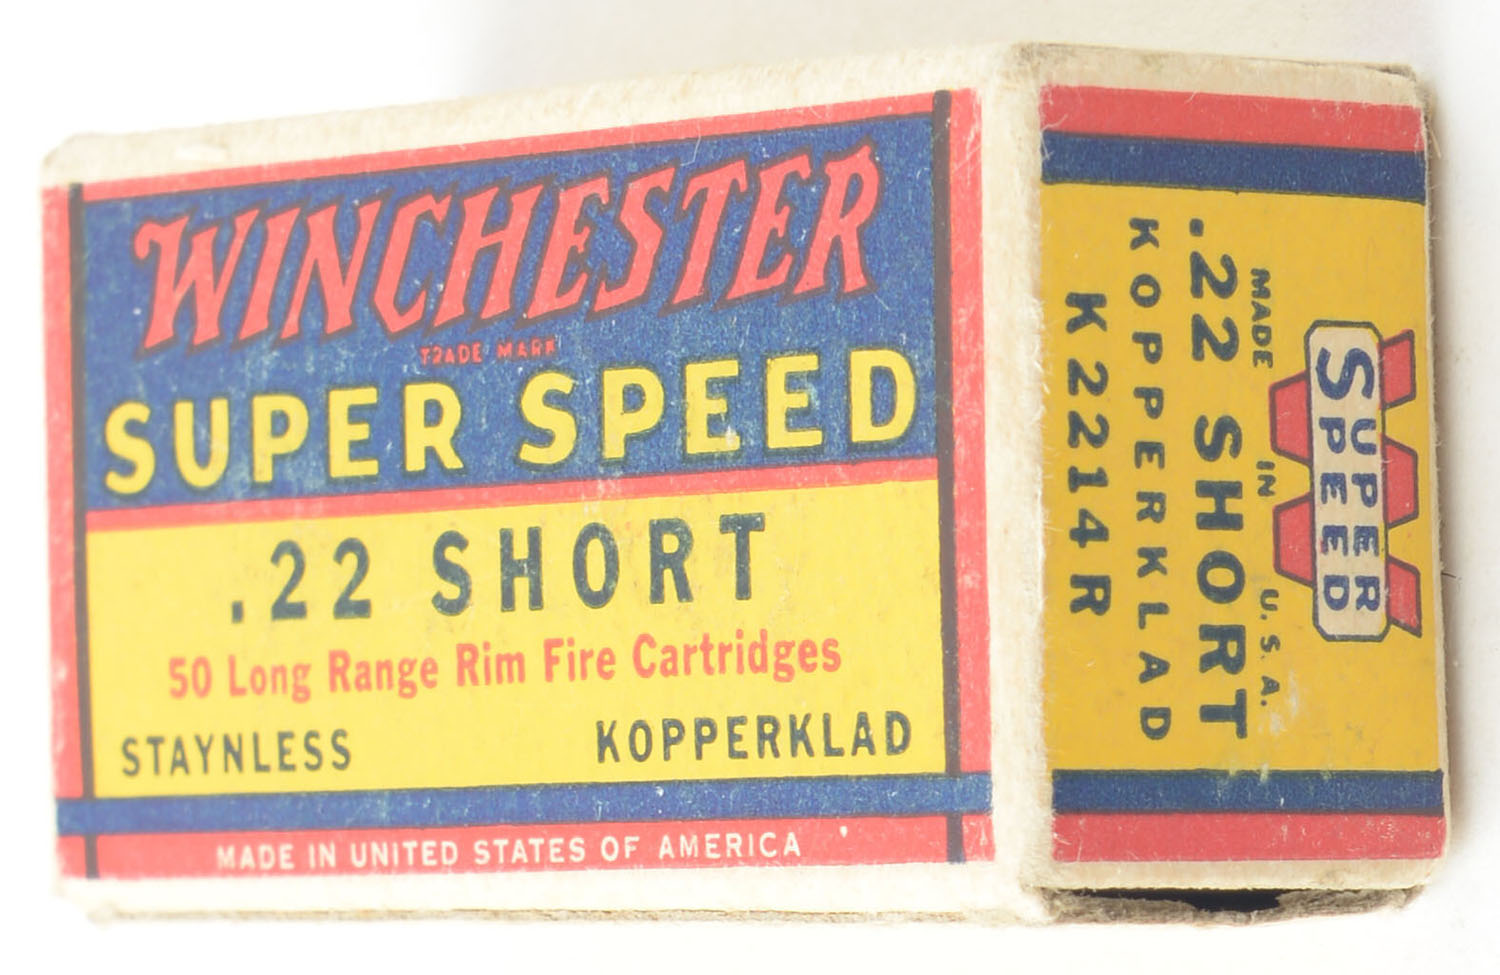 WINCHESTER
TRADE MARK
SUPER SPEED
.22 SHORT
50 Long Range Rim Fire Cartridges
STAYNLESS KOPPERKLAD
MADE IN UNITED STATES OF AMERICA
SUPER
SPEED
MADE IN U.S.A.
.22 SHORT
KOPPERKLAD
K2214R